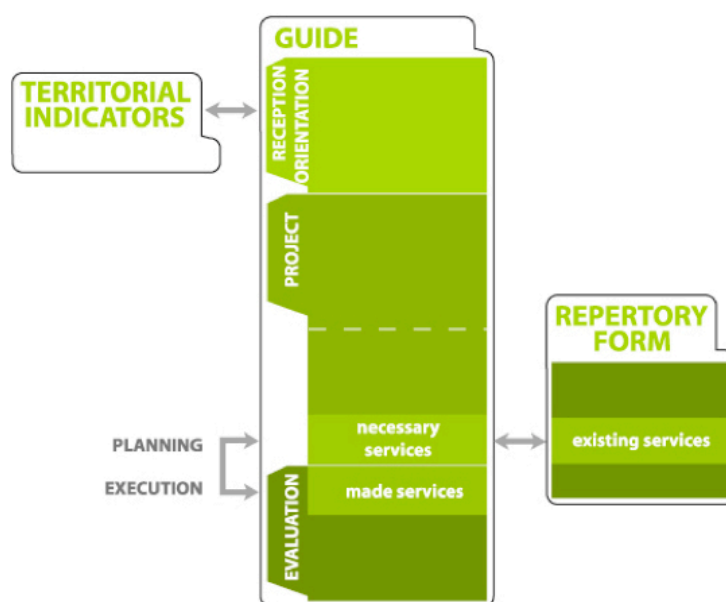 GUIDE
TERRITORIAL
INDICATORS
RECEPTION
ORIENTATION
PROJECT
REPERTORY
FORM
PLANNING
necessary
services
existing services
EXECUTION
made services
EVALUATION